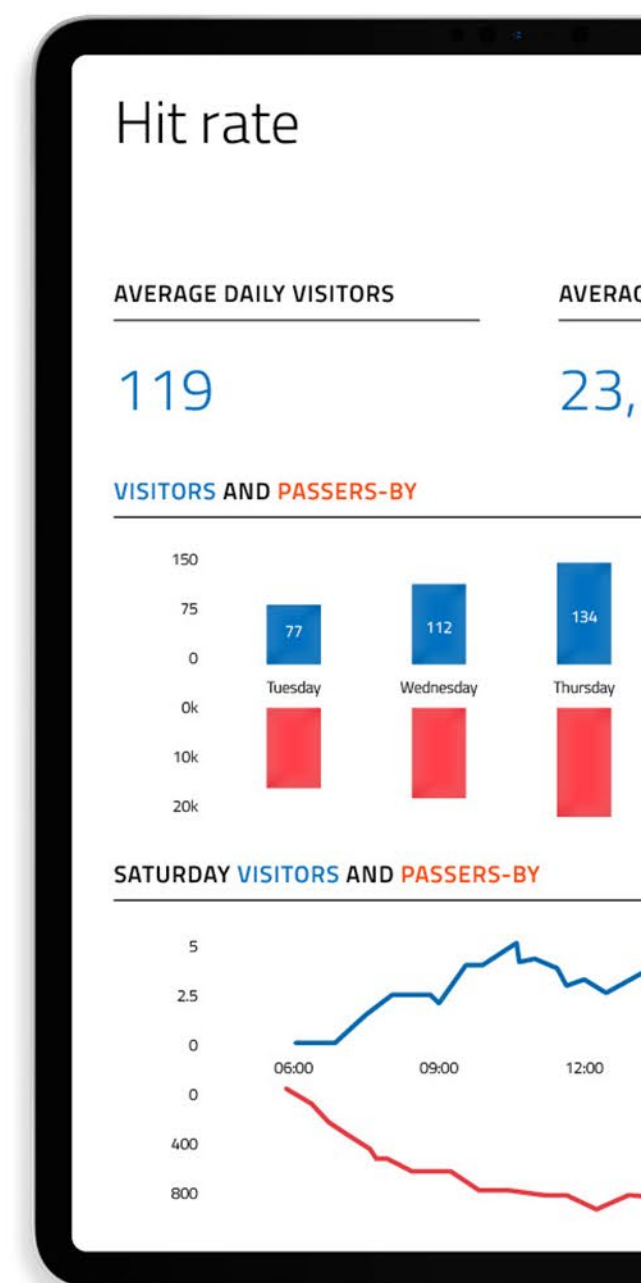 Hit rate
AVERAGE DAILY VISITORS
119
23,
VISITORS AND PASSERS-BY
150
75
0
77
112
134
Tuesday Wednesday Thursday
0k
10k
20k
SATURDAY VISITORS AND PASSERS-BY
5
2.5
0
06:00 09:00 12:00
0
400
800